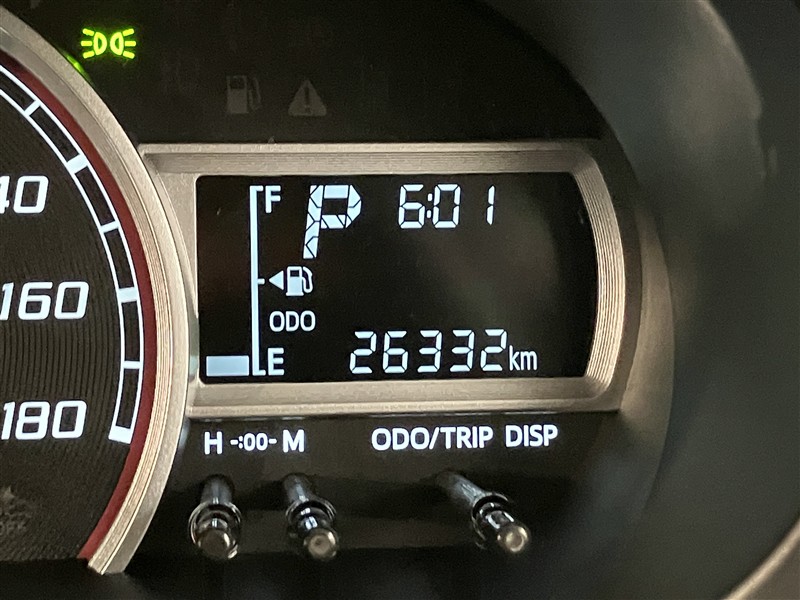 F P 6:01
40
160
ODO
E 26332km
180
H -:00- M ODO/TRIP DISP